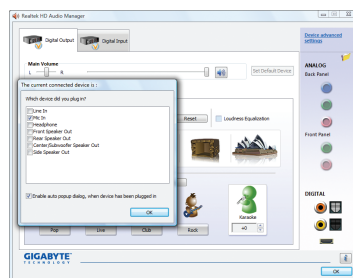 Realtek HD Audio Manager
Digital Output
Digital Input
Device advanced
settings
Main Volume
L
R
Set Default Device
ANALOG
Back Panel
The current connected device is :
Which device did you plug in?
Line In
Mic In
Headphone
Front Speaker Out
Rear Speaker Out
Center/Subwoofer Speaker Out
Side Speaker Out
Enable auto popup dialog, when device has been plugged in
OK
Reset
Loudness Equalization
Front Panel
Karaoke
+0
Pop
Live
Club
Rock
DIGITAL
GIGABYTE
TECHNOLOGY
OK